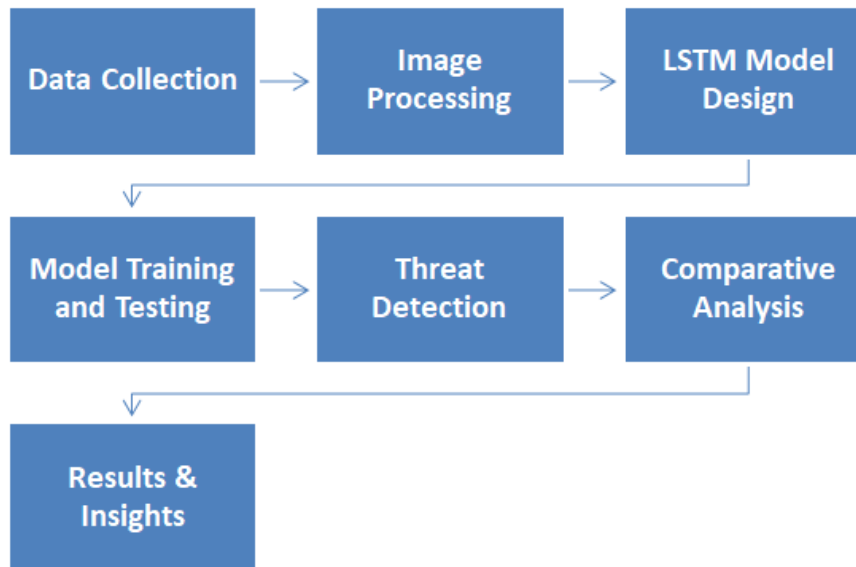 Data Collection
Image
Processing
LSTM Model
Design
Model Training
and Testing
Threat
Detection
Comparative
Analysis
Results &
Insights